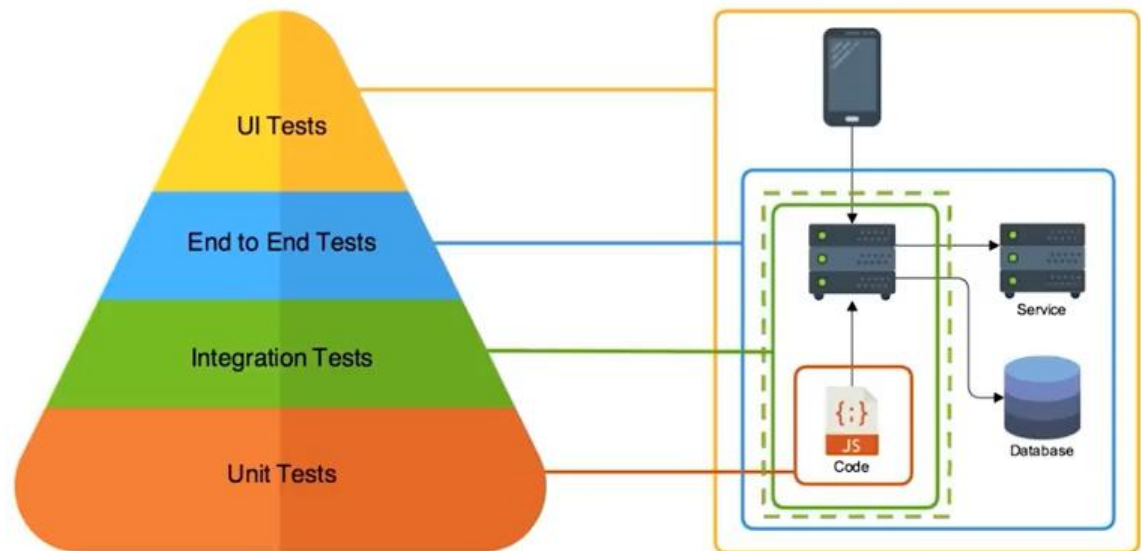 UI Tests
End to End Tests
Integration Tests
Unit Tests
Service
{;}
JS
Code
Database